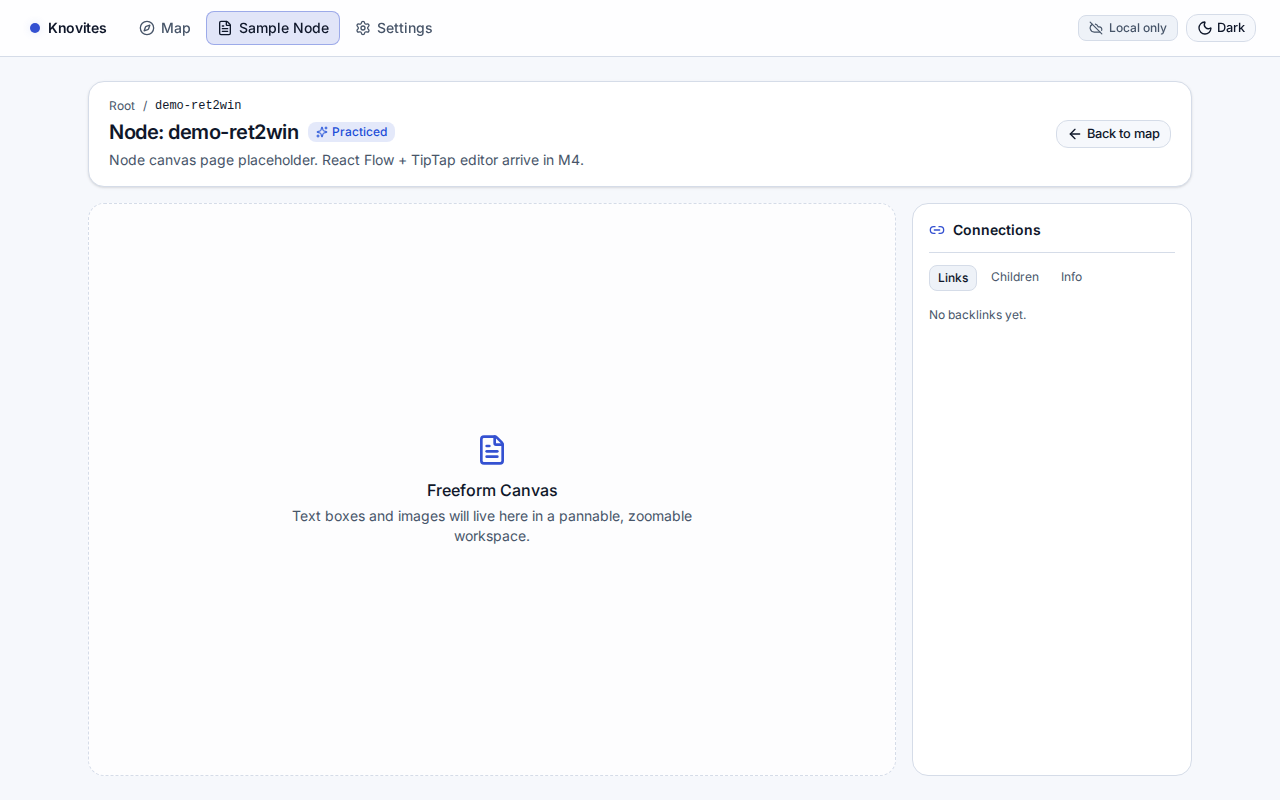 Knovites
Map
Sample Node
Settings
Local only
Dark
Root / demo-ret2win
Node: demo-ret2win
Practiced
Node canvas page placeholder. React Flow + TipTap editor arrive in M4.
Back to map
Freeform Canvas
Text boxes and images will live here in a pannable, zoomable
workspace.
Connections
Links
Children
Info
No backlinks yet.